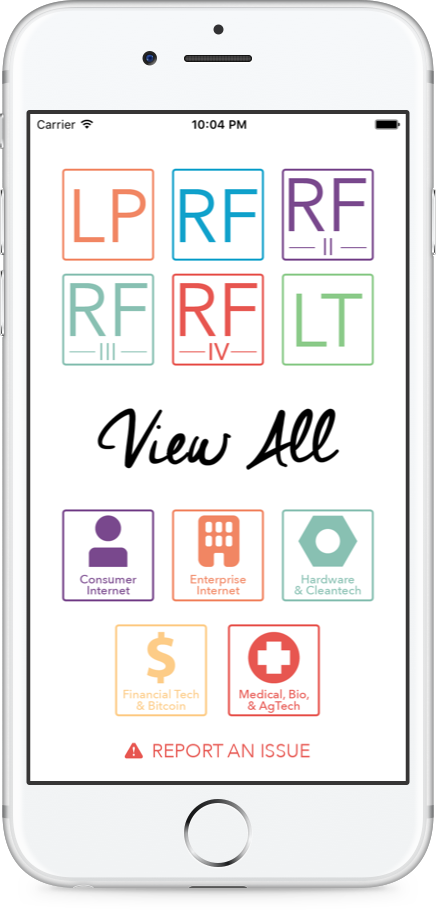 Carrier 10:04 PM
LP RF RF
II
RF RF LT
III IV
View All
Consumer Enterprise Hardware
Internet Internet & Cleantech
Financial Tech Medical, Bio,
& Bitcoin & AgTech
REPORT AN ISSUE